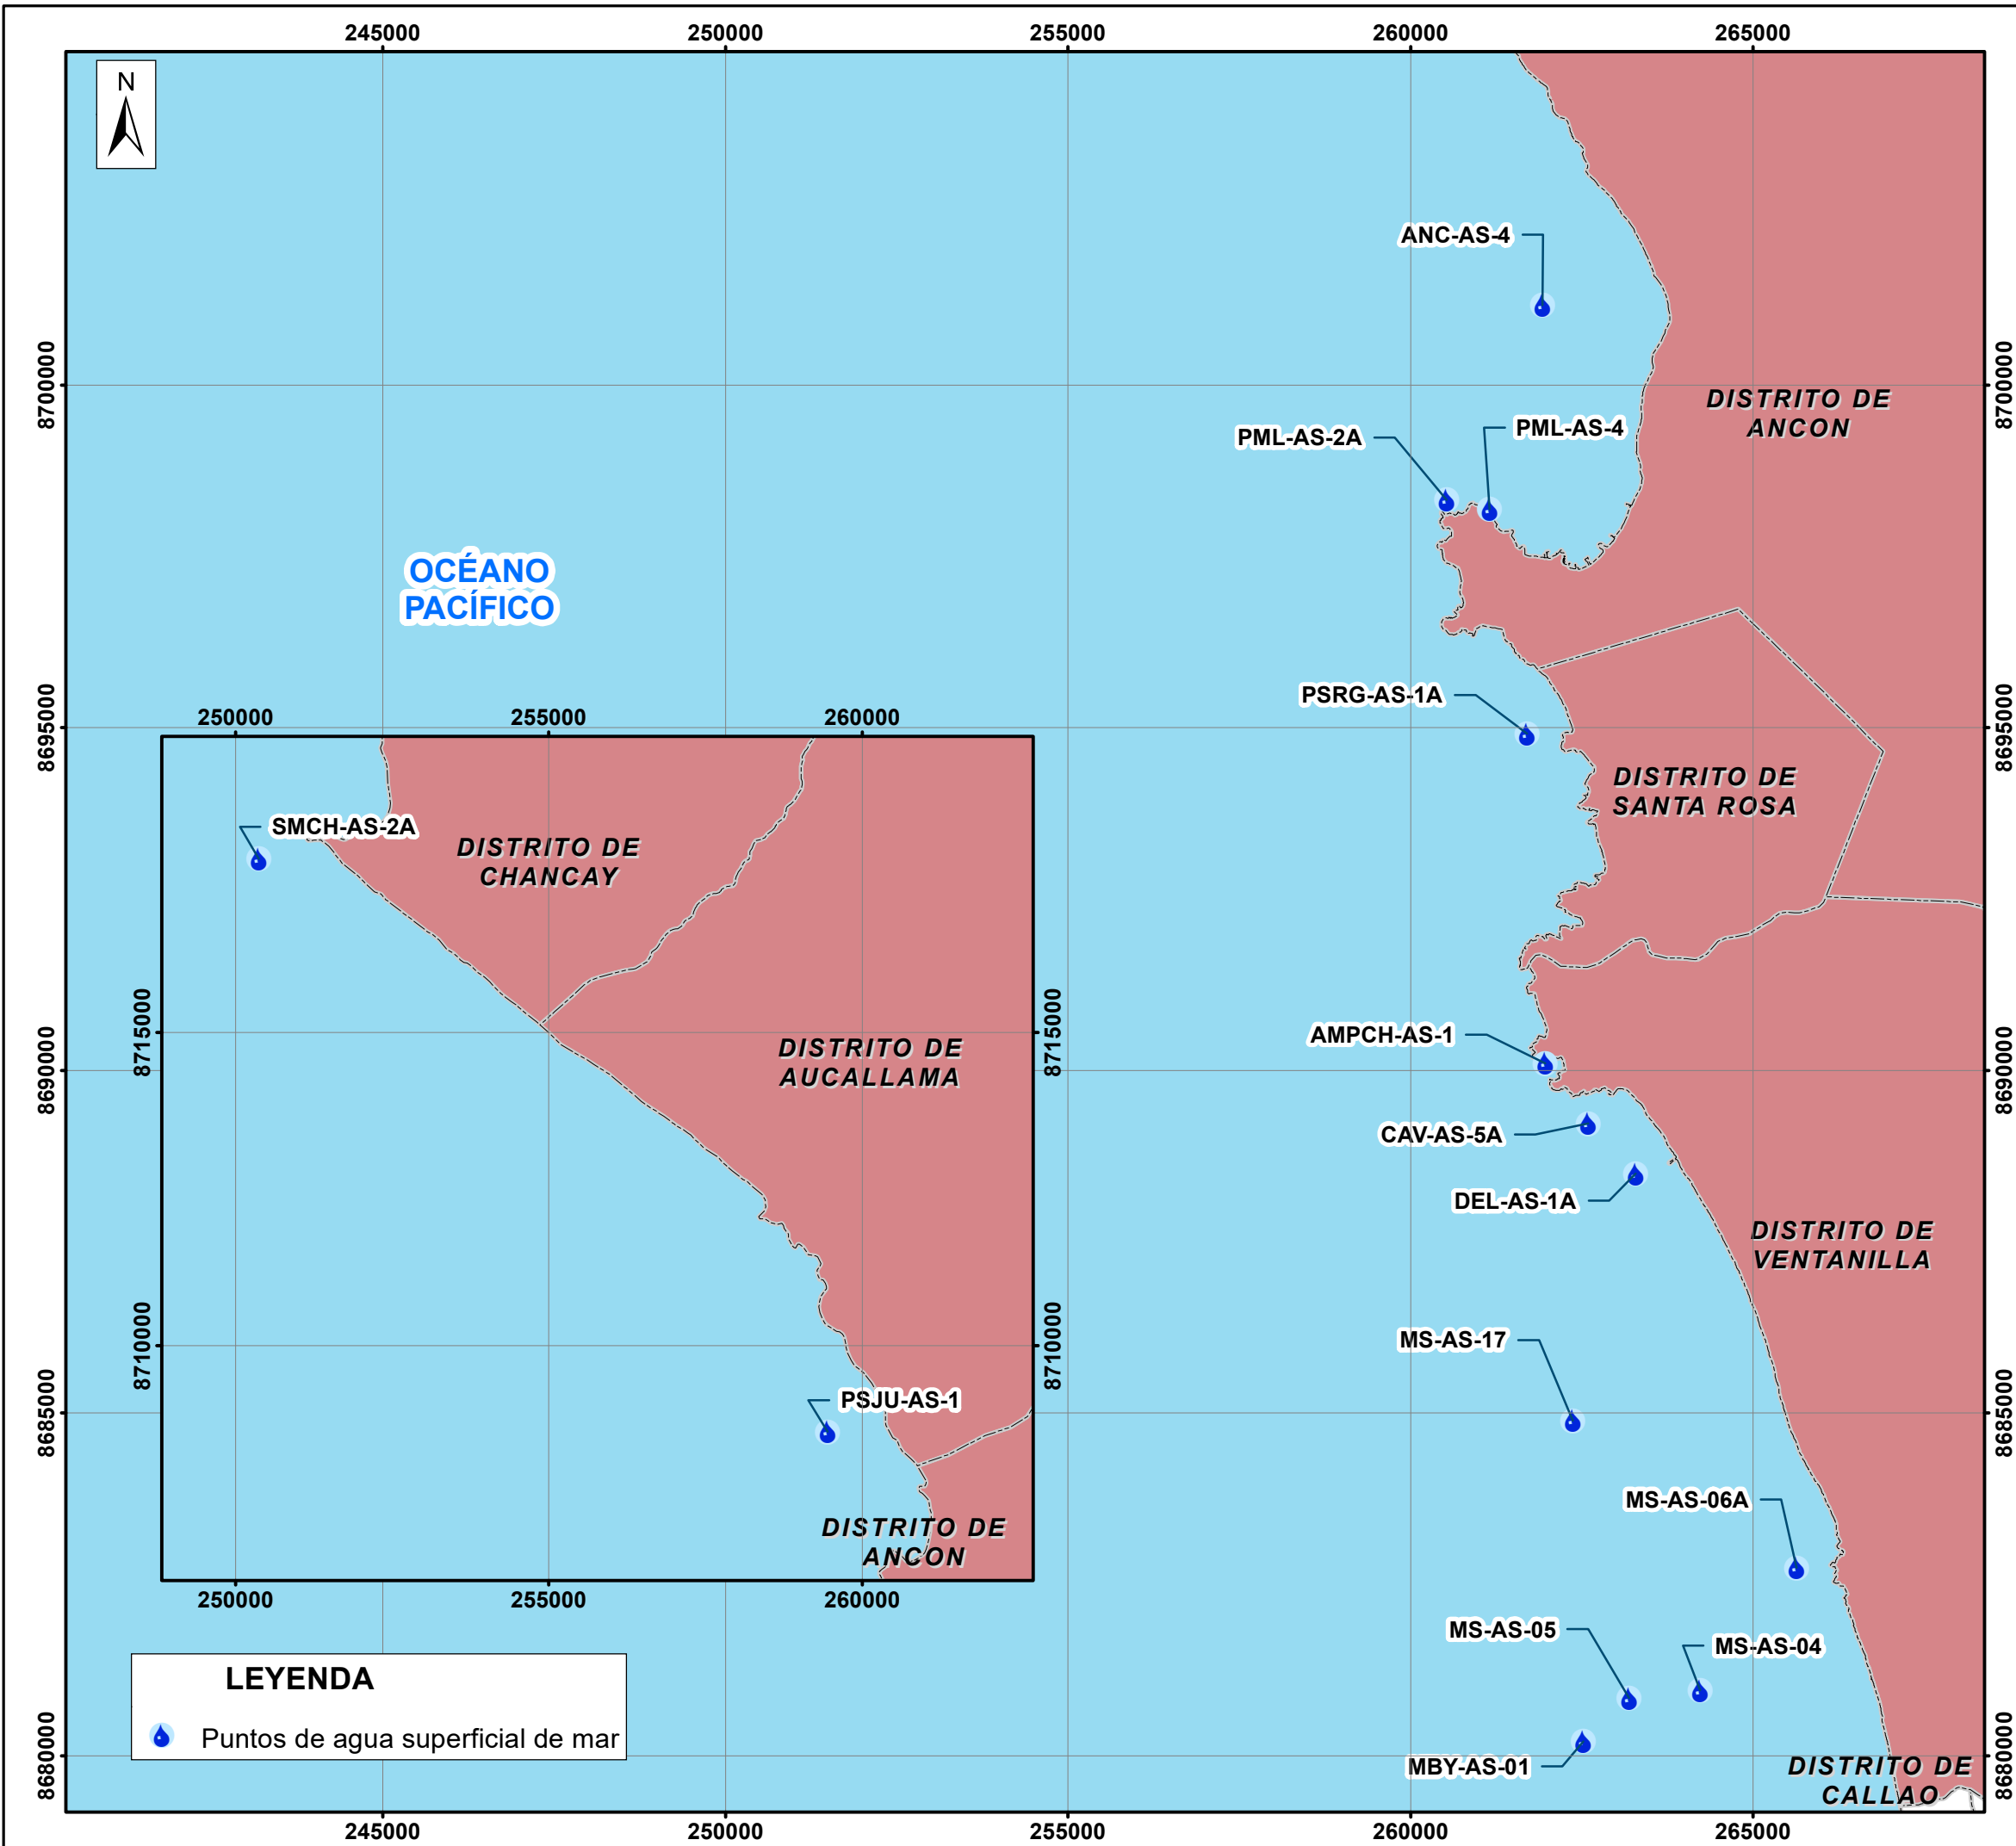 245000
250000
255000
260000
265000
N
ANC-AS-4
8700000
8700000
DISTRITO DE
ANCON
PML-AS-2A
PML-AS-4
OCÉANO
PACÍFICO
PSRG-AS-1A
8695000
8695000
DISTRITO DE
SANTA ROSA
250000
255000
260000
SMCH-AS-2A
DISTRITO DE
CHANCAY
8715000
8715000
DISTRITO DE
AUCALLAMA
8710000
8710000
PSJU-AS-1
DISTRITO DE
ANCON
250000
255000
260000
8690000
8690000
AMPCH-AS-1
CAV-AS-5A
DEL-AS-1A
DISTRITO DE
VENTANILLA
MS-AS-17
8685000
8685000
MS-AS-06A
MS-AS-05
MS-AS-04
MBY-AS-01
8680000
8680000
DISTRITO DE
CALLAO
LEYENDA
Puntos de agua superficial de mar
245000
250000
255000
260000
265000